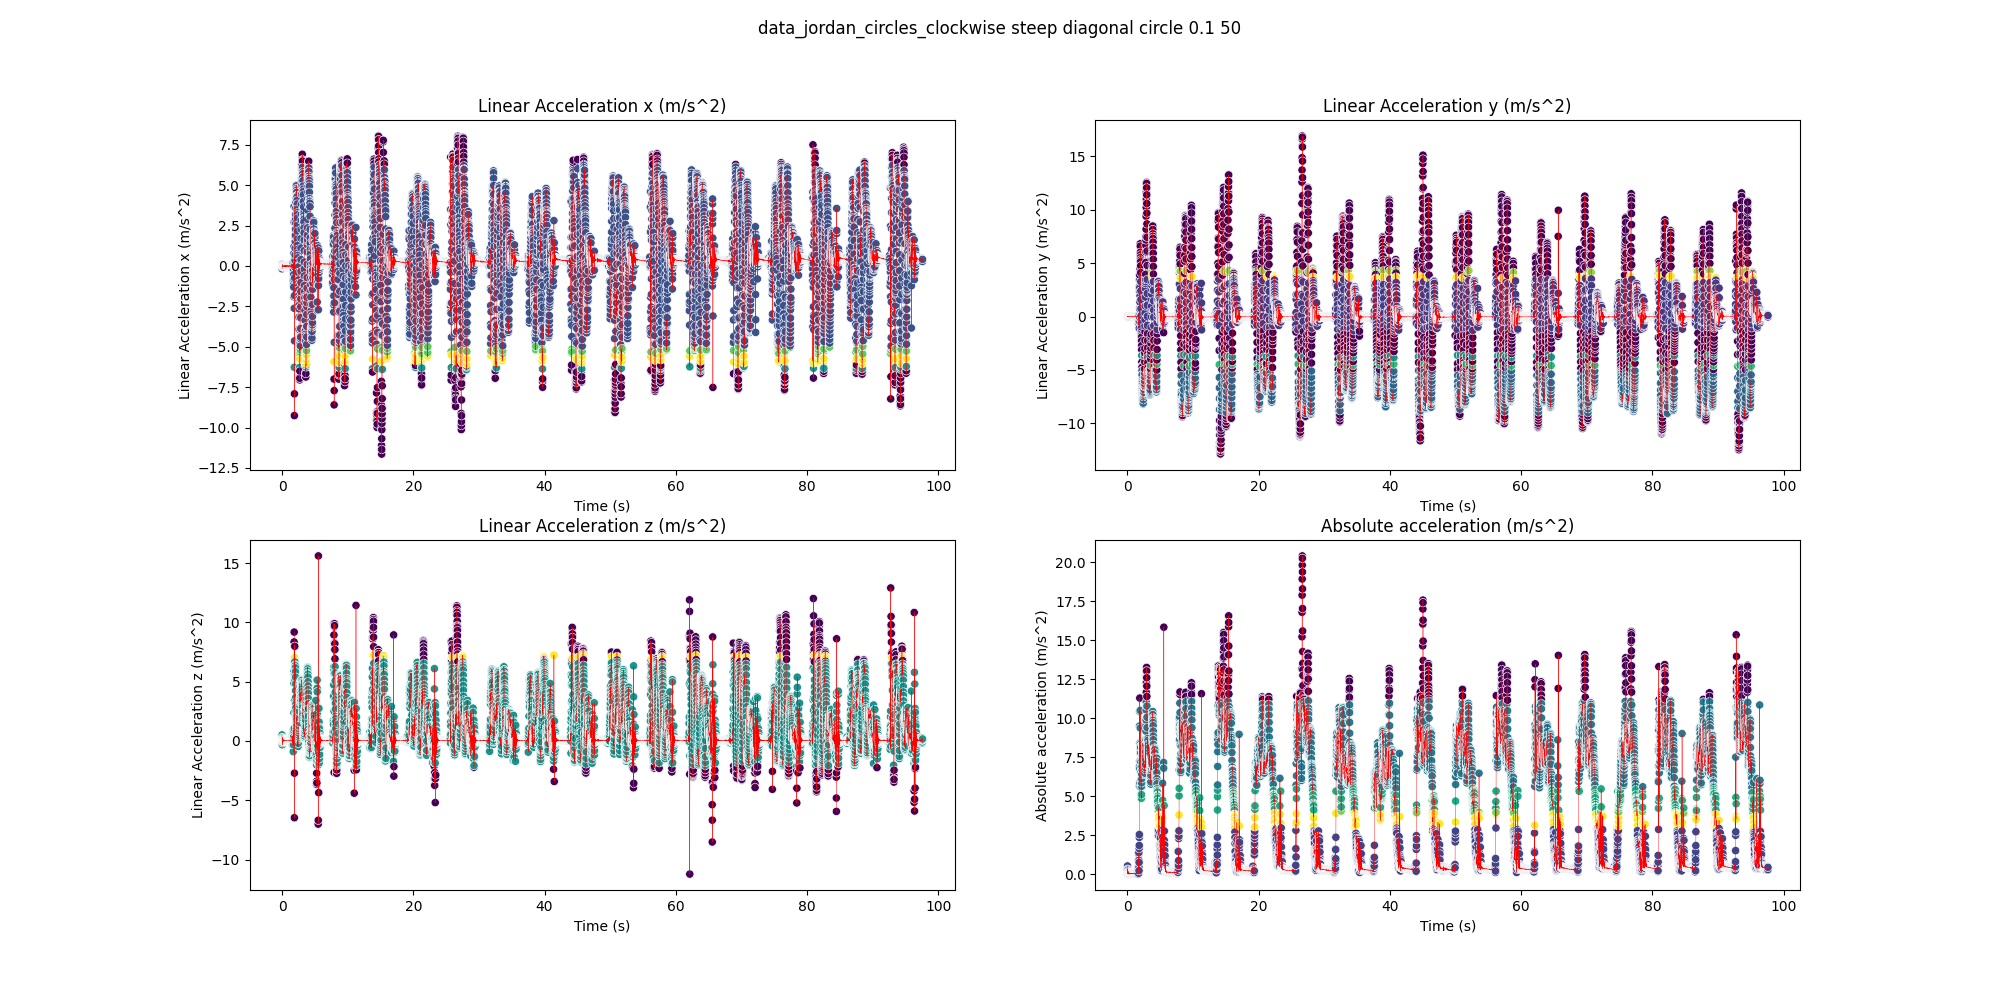 data_jordan_circles_clockwise steep diagonal circle 0.1 50
Linear Acceleration x (m/s^2)
Linear Acceleration x (m/s^2)
7.5
5.0
2.5
0.0
−2.5
−5.0
−7.5
−10.0
−12.5
0 20 40 60 80 100
Time (s)
Linear Acceleration y (m/s^2)
Linear Acceleration y (m/s^2)
15
10
5
0
−5
−10
0 20 40 60 80 100
Time (s)
Linear Acceleration z (m/s^2)
Linear Acceleration z (m/s^2)
15
10
5
0
−5
−10
0 20 40 60 80 100
Time (s)
Absolute acceleration (m/s^2)
Absolute acceleration (m/s^2)
20.0
17.5
15.0
12.5
10.0
7.5
5.0
2.5
0.0
0 20 40 60 80 100
Time (s)